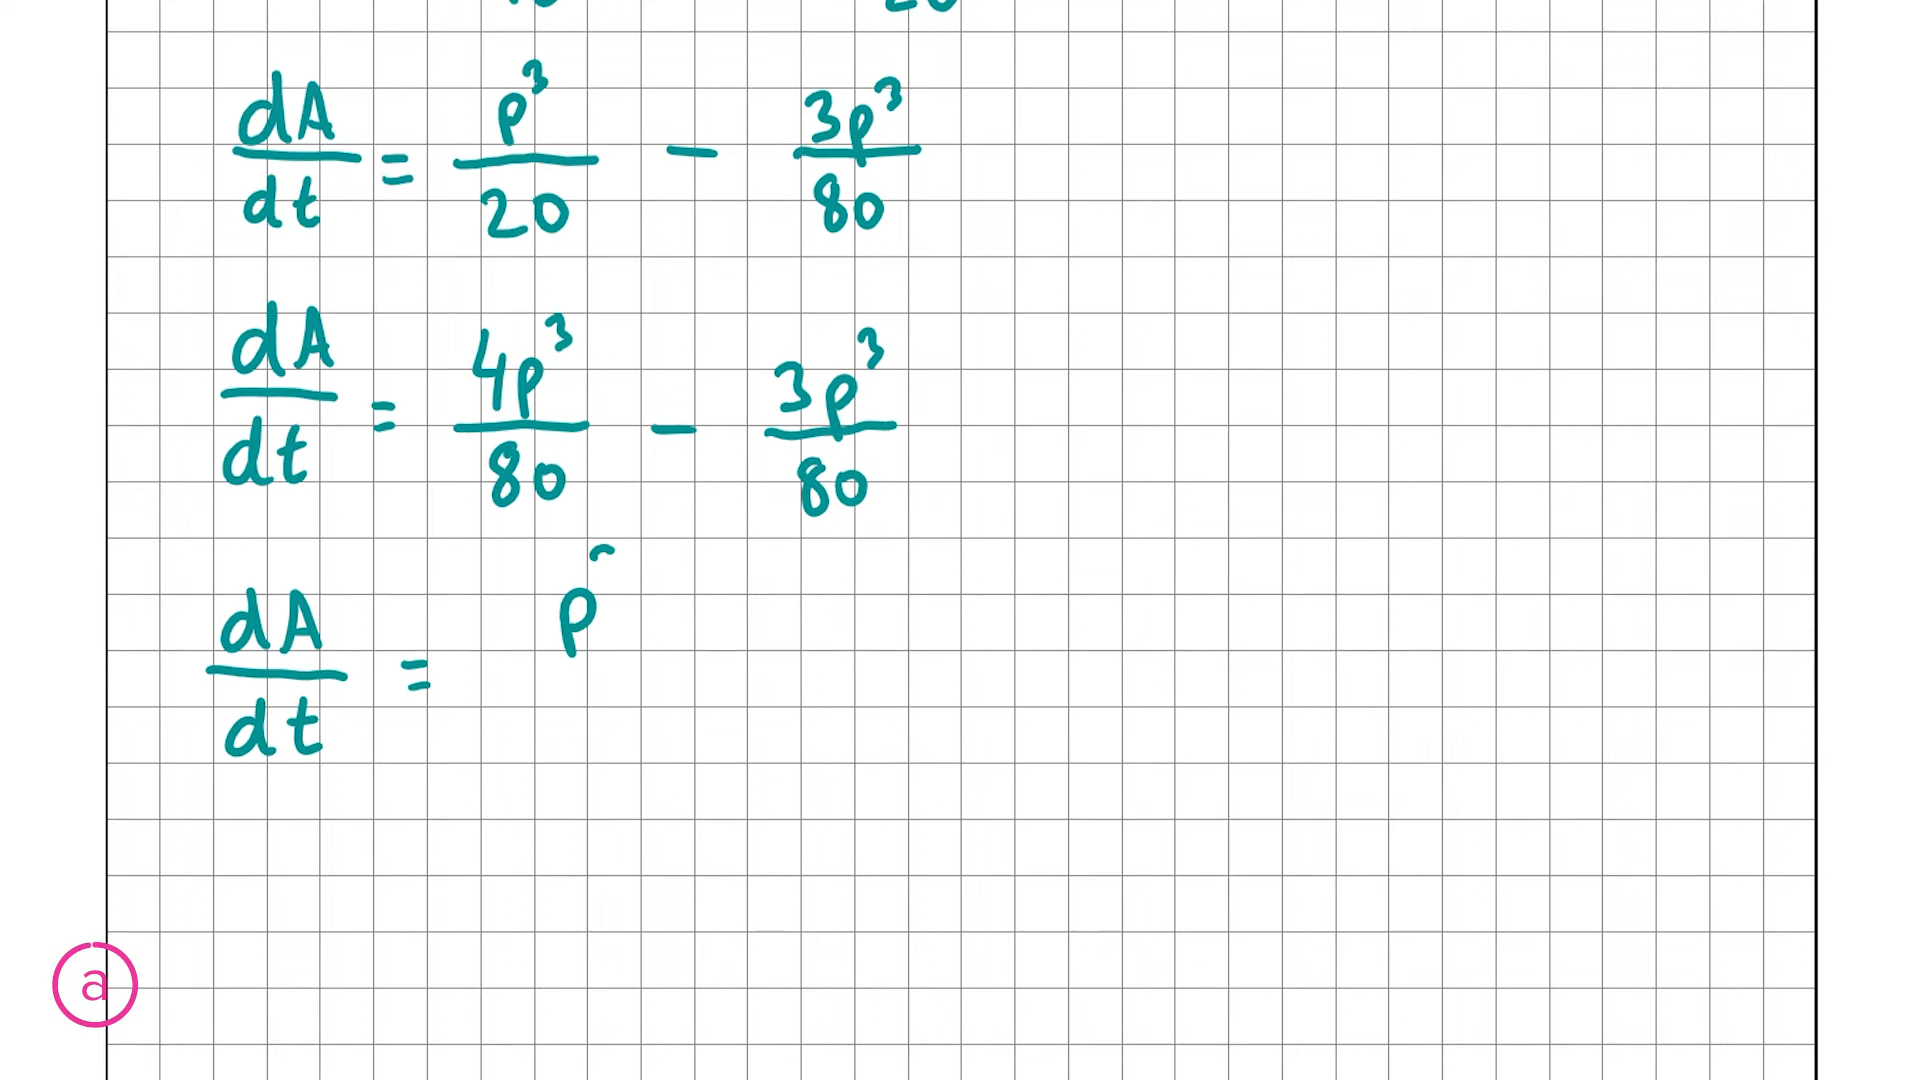 dA/dt = p³/20 - 3p³/80
dA/dt = 4p³/80 - 3p³/80
dA/dt = p
a